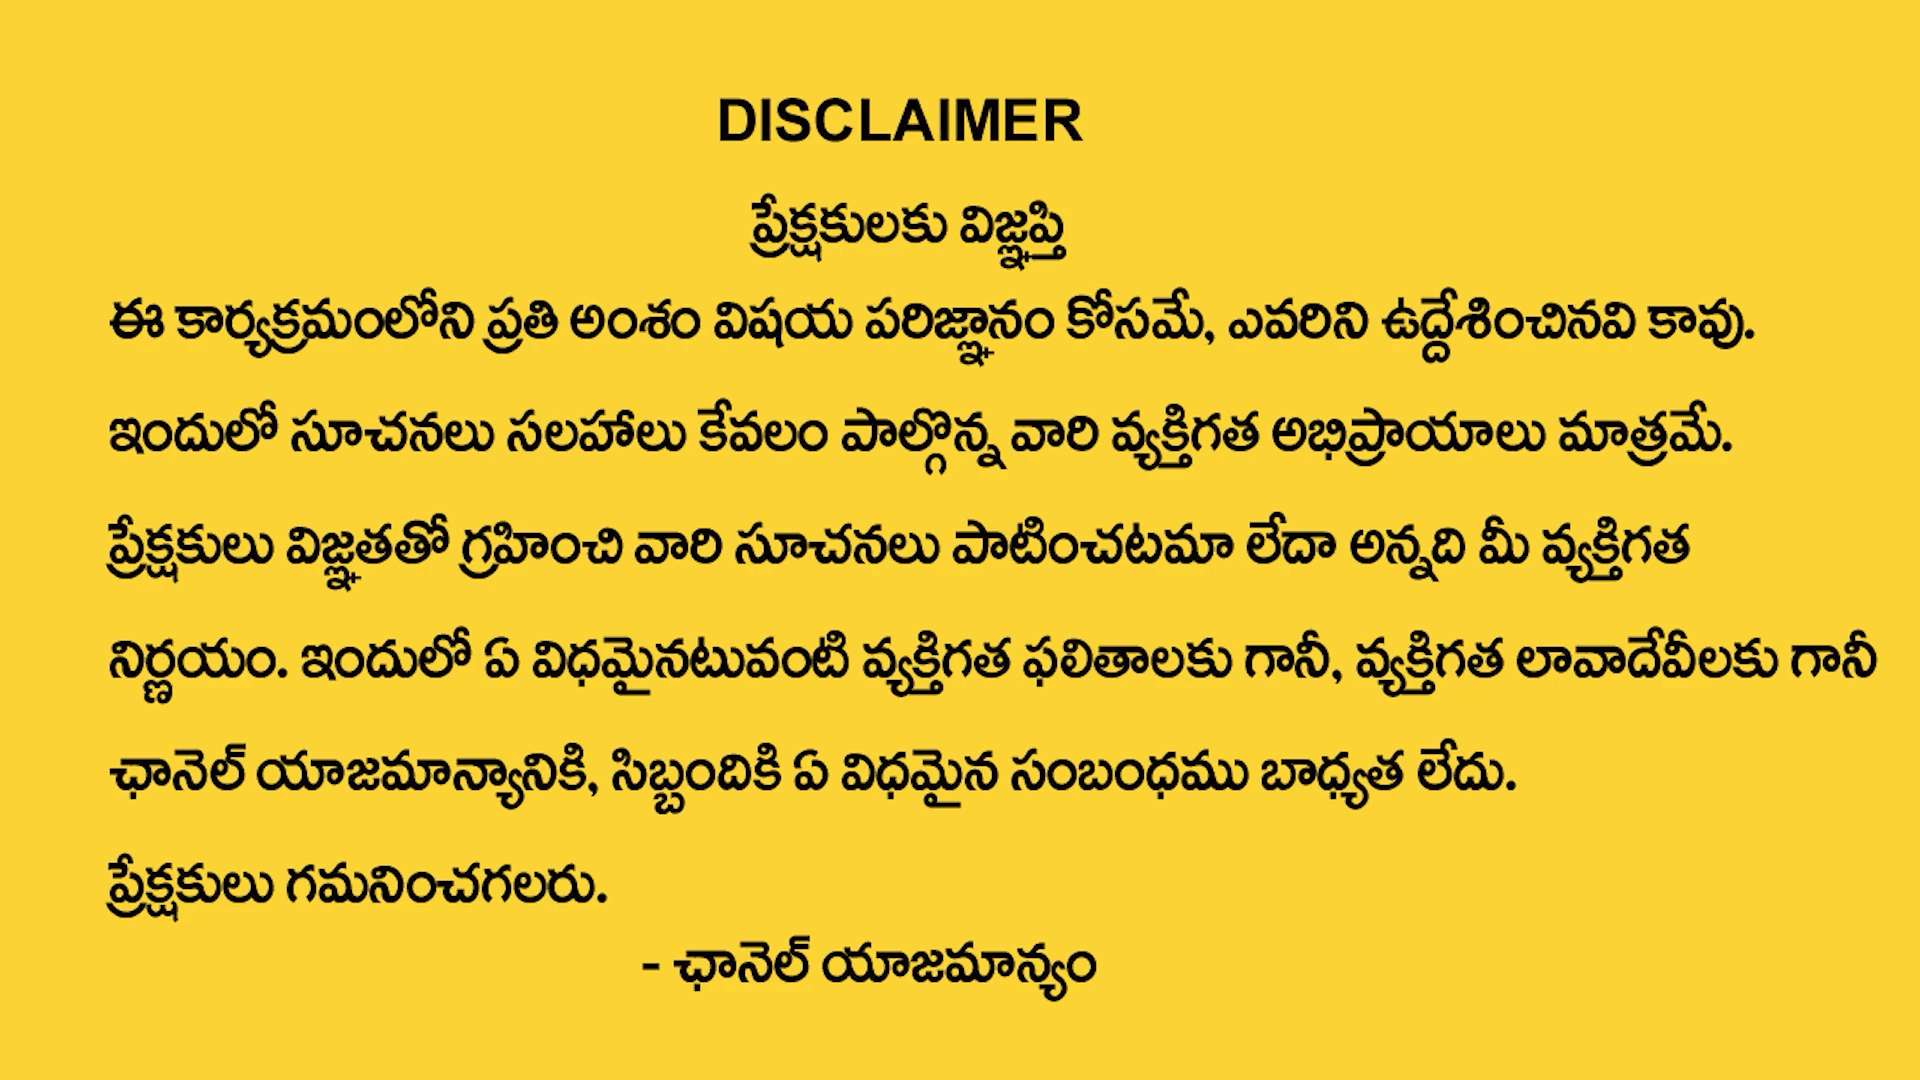 DISCLAIMER
ప్రేక్షకులకు విజ్ఞప్తి
ఈ కార్యక్రమంలోని ప్రతి అంశం విషయ పరిజ్ఞానం కోసమే, ఎవరిని ఉద్దేశించినవి కావు.
ఇందులో సూచనలు సలహాలు కేవలం పాల్గొన్న వారి వ్యక్తిగత అభిప్రాయాలు మాత్రమే.
ప్రేక్షకులు విజ్ఞతతో గ్రహించి వారి సూచనలు పాటించటమా లేదా అన్నది మీ వ్యక్తిగత
నిర్ణయం. ఇందులో ఏ విధమైనటువంటి వ్యక్తిగత ఫలితాలకు గానీ, వ్యక్తిగత లావాదేవీలకు గానీ
ఛానెల్ యాజమాన్యానికి, సిబ్బందికి ఏ విధమైన సంబంధము బాధ్యత లేదు.
ప్రేక్షకులు గమనించగలరు.
- ఛానెల్ యాజమాన్యం